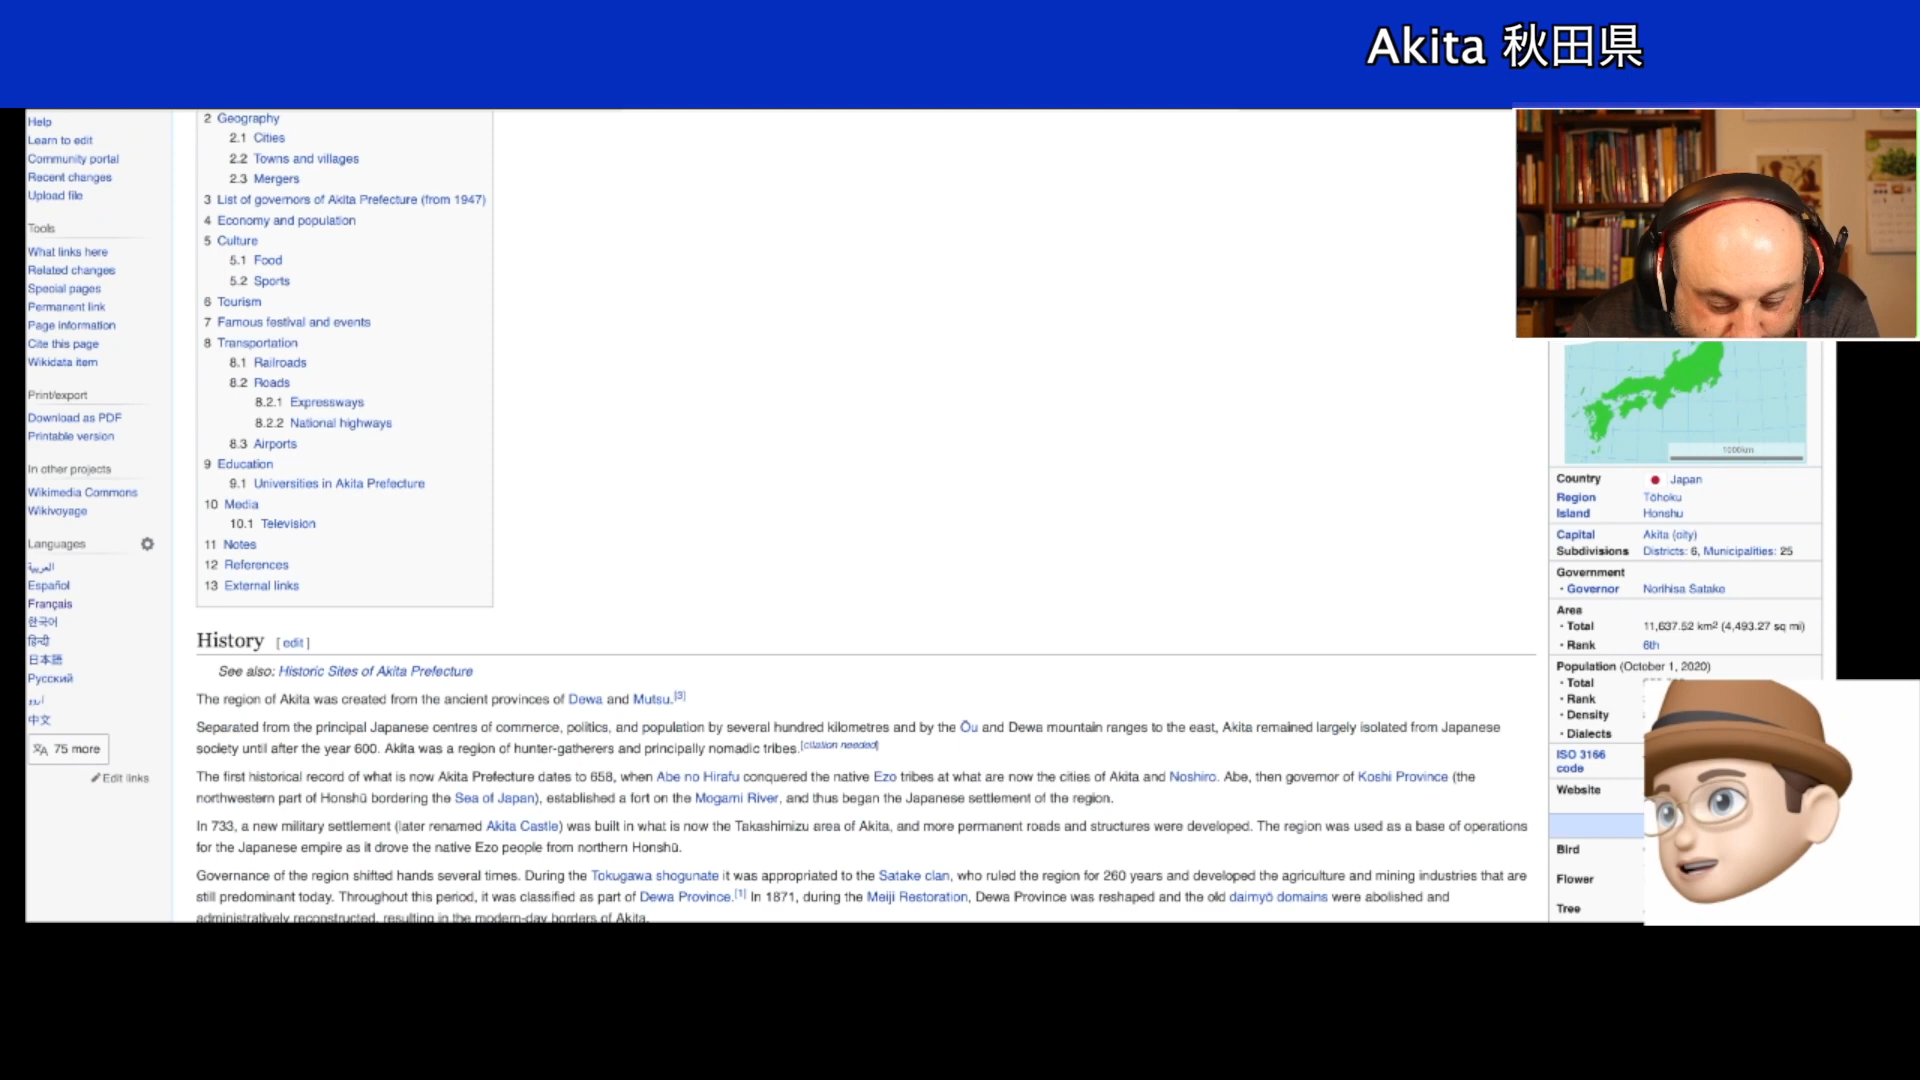 Akita 秋田県
Help
Learn to edit
Community portal
Recent changes
Upload file
Tools
What links here
Related changes
Special pages
Permanent link
Page information
Cite this page
Wikidata item
Print/export
Download as PDF
Printable version
In other projects
Wikimedia Commons
Wikivoyage
Languages
العربية
Español
Français
한국어
हिन्दी
日本語
Русский
اردو
中文
75 more
Edit links
2 Geography
2.1 Cities
2.2 Towns and villages
2.3 Mergers
3 List of governors of Akita Prefecture (from 1947)
4 Economy and population
5 Culture
5.1 Food
5.2 Sports
6 Tourism
7 Famous festival and events
8 Transportation
8.1 Railroads
8.2 Roads
8.2.1 Expressways
8.2.2 National highways
8.3 Airports
9 Education
9.1 Universities in Akita Prefecture
10 Media
10.1 Television
11 Notes
12 References
13 External links
History [ edit ]
See also: Historic Sites of Akita Prefecture
The region of Akita was created from the ancient provinces of Dewa and Mutsu.[3]
Separated from the principal Japanese centres of commerce, politics, and population by several hundred kilometres and by the Ōu and Dewa mountain ranges to the east, Akita remained largely isolated from Japanese
society until after the year 600. Akita was a region of hunter-gatherers and principally nomadic tribes.[citation needed]
The first historical record of what is now Akita Prefecture dates to 658, when Abe no Hirafu conquered the native Ezo tribes at what are now the cities of Akita and Noshiro. Abe, then governor of Koshi Province (the
northwestern part of Honshū bordering the Sea of Japan), established a fort on the Mogami River, and thus began the Japanese settlement of the region.
In 733, a new military settlement (later renamed Akita Castle) was built in what is now the Takashimizu area of Akita, and more permanent roads and structures were developed. The region was used as a base of operations
for the Japanese empire as it drove the native Ezo people from northern Honshū.
Governance of the region shifted hands several times. During the Tokugawa shogunate it was appropriated to the Satake clan, who ruled the region for 260 years and developed the agriculture and mining industries that are
still predominant today. Throughout this period, it was classified as part of Dewa Province.[1] In 1871, during the Meiji Restoration, Dewa Province was reshaped and the old daimyō domains were abolished and
administratively reconstructed, resulting in the modern-day borders of Akita.
1000km
Country Japan
Region Tōhoku
Island Honshu
Capital Akita (city)
Subdivisions Districts: 6, Municipalities: 25
Government
• Governor Norihisa Satake
Area
• Total 11,637.52 km² (4,493.27 sq mi)
• Rank 6th
Population (October 1, 2020)
• Total
• Rank
• Density
• Dialects
ISO 3166
code
Website
Bird
Flower
Tree